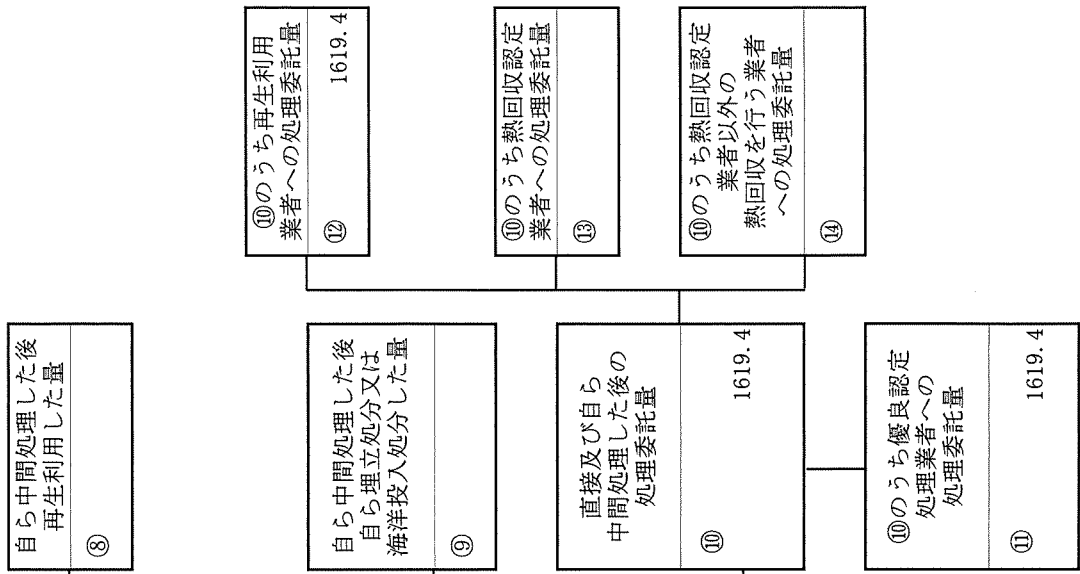 自ら中間処理した後
再生利用した量
⑧
自ら中間処理した後
自ら埋立処分又は
海洋投入処分した量
⑨
直接及び自ら
中間処理した後の
処理委託量
⑩ 1619.4
⑩のうち優良認定
処理業者への
処理委託量
⑪ 1619.4
⑩のうち再生利用
業者への処理委託量
⑫ 1619.4
⑩のうち熱回収認定
業者への処理委託量
⑬
⑩のうち熱回収認定
業者以外の
熱回収を行う業者
への処理委託量
⑭